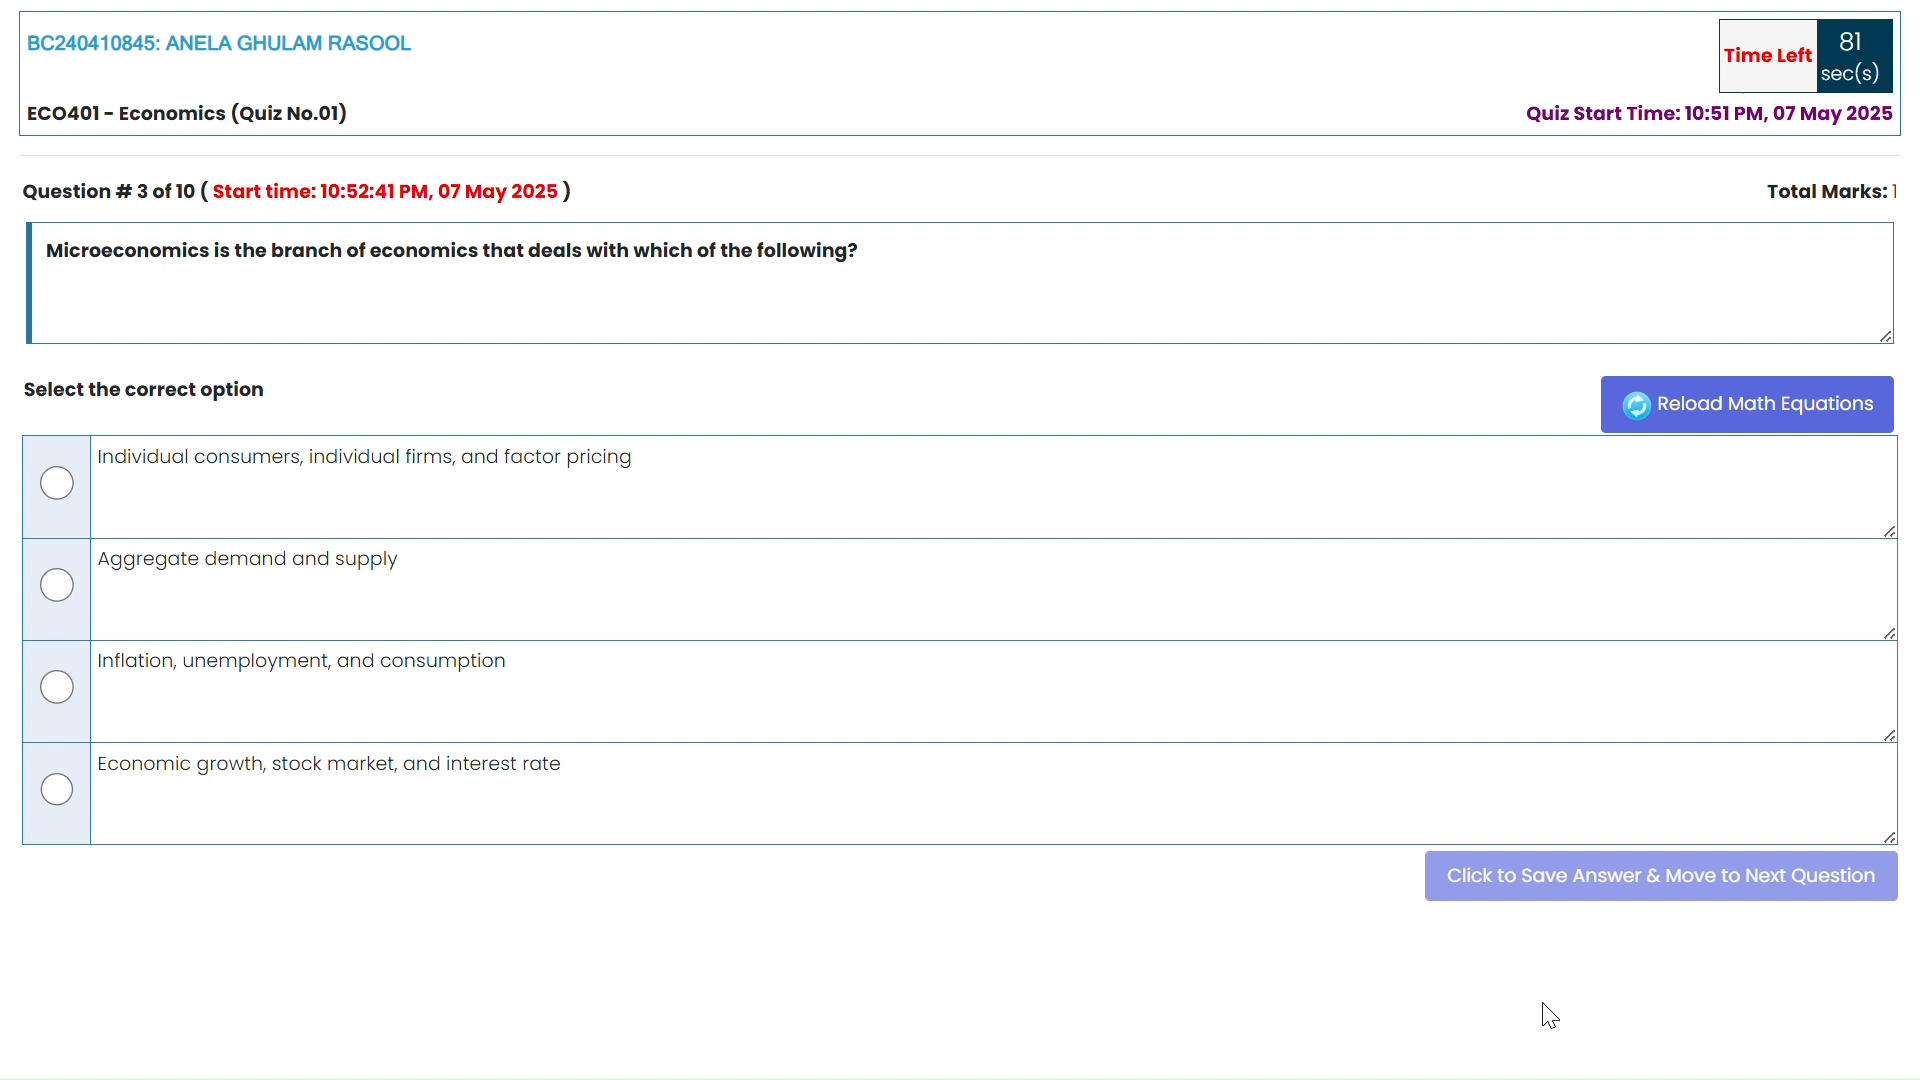 BC240410845: ANELA GHULAM RASOOL
Time Left
81
sec(s)
ECO401 - Economics (Quiz No.01)
Quiz Start Time: 10:51 PM, 07 May 2025
Question # 3 of 10 ( Start time: 10:52:41 PM, 07 May 2025 )
Total Marks: 1
Microeconomics is the branch of economics that deals with which of the following?
Select the correct option
Reload Math Equations
Individual consumers, individual firms, and factor pricing
Aggregate demand and supply
Inflation, unemployment, and consumption
Economic growth, stock market, and interest rate
Click to Save Answer & Move to Next Question